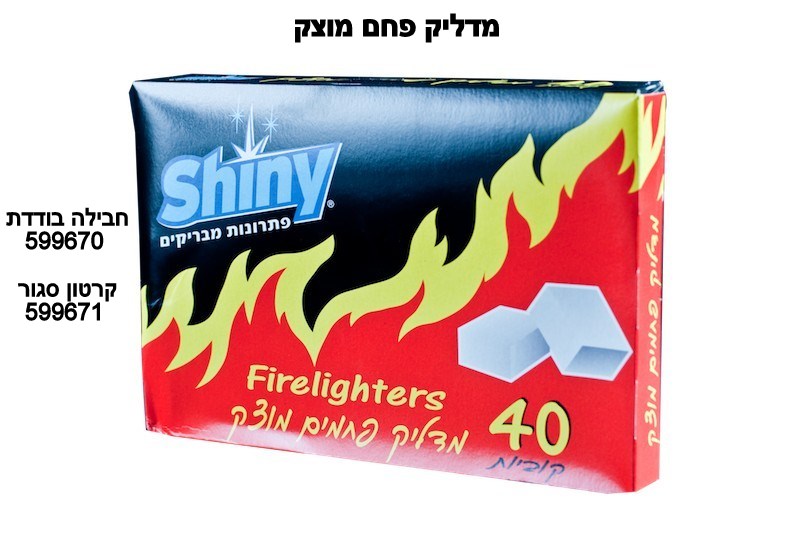 מדליק פחם מוצק
Shiny®
פתרונות מבריקים
חבילה בודדת
599670
קרטון סגור
599671
Firelighters
מדליק פחמים מוצק
40
קוביות
מדליק פחמים מוצק